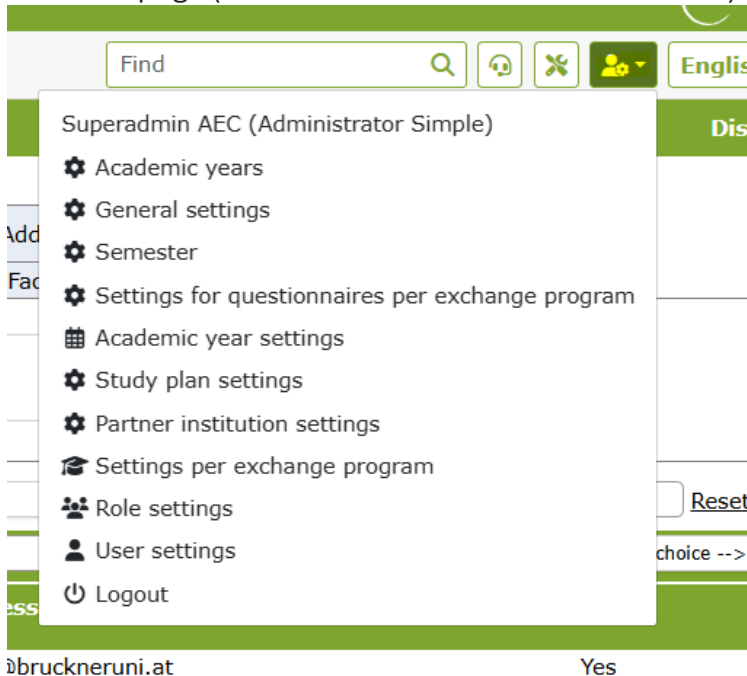 Find
Englis
Superadmin AEC (Administrator Simple)
Dis
Academic years
General settings
Add
Semester
Fac
Settings for questionnaires per exchange program
Academic year settings
Study plan settings
Partner institution settings
Settings per exchange program
Role settings
Reset
User settings
choice -->
Logout
ess
@bruckneruni.at
Yes